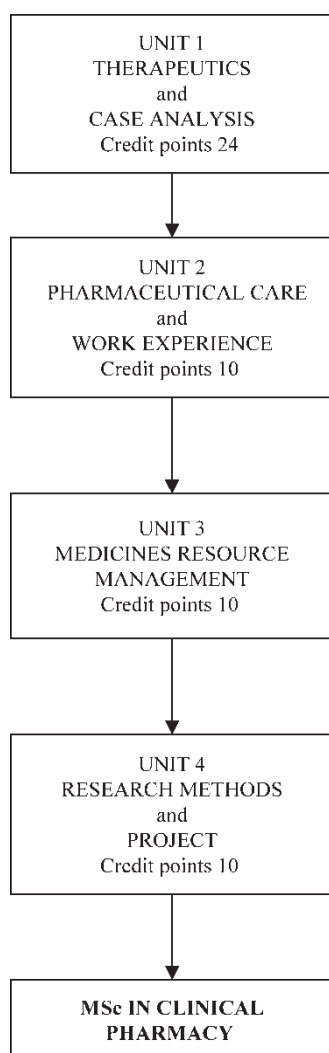 UNIT 1
THERAPEUTICS
and
CASE ANALYSIS
Credit points 24
UNIT 2
PHARMACEUTICAL CARE
and
WORK EXPERIENCE
Credit points 10
UNIT 3
MEDICINES RESOURCE
MANAGEMENT
Credit points 10
UNIT 4
RESEARCH METHODS
and
PROJECT
Credit points 10
MSc IN CLINICAL
PHARMACY